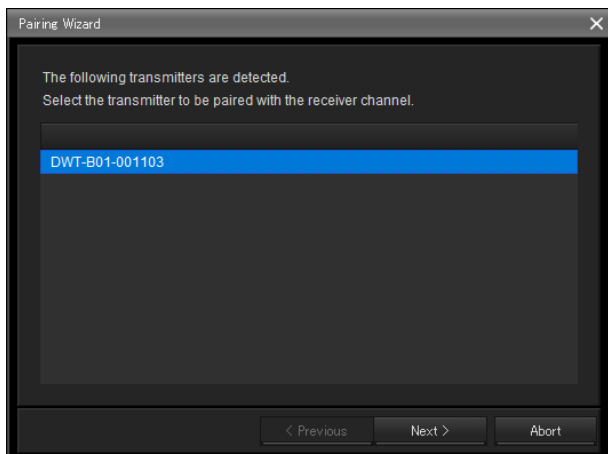 Pairing Wizard
The following transmitters are detected.
Select the transmitter to be paired with the receiver channel.
DWT-B01-001103
< Previous
Next >
Abort